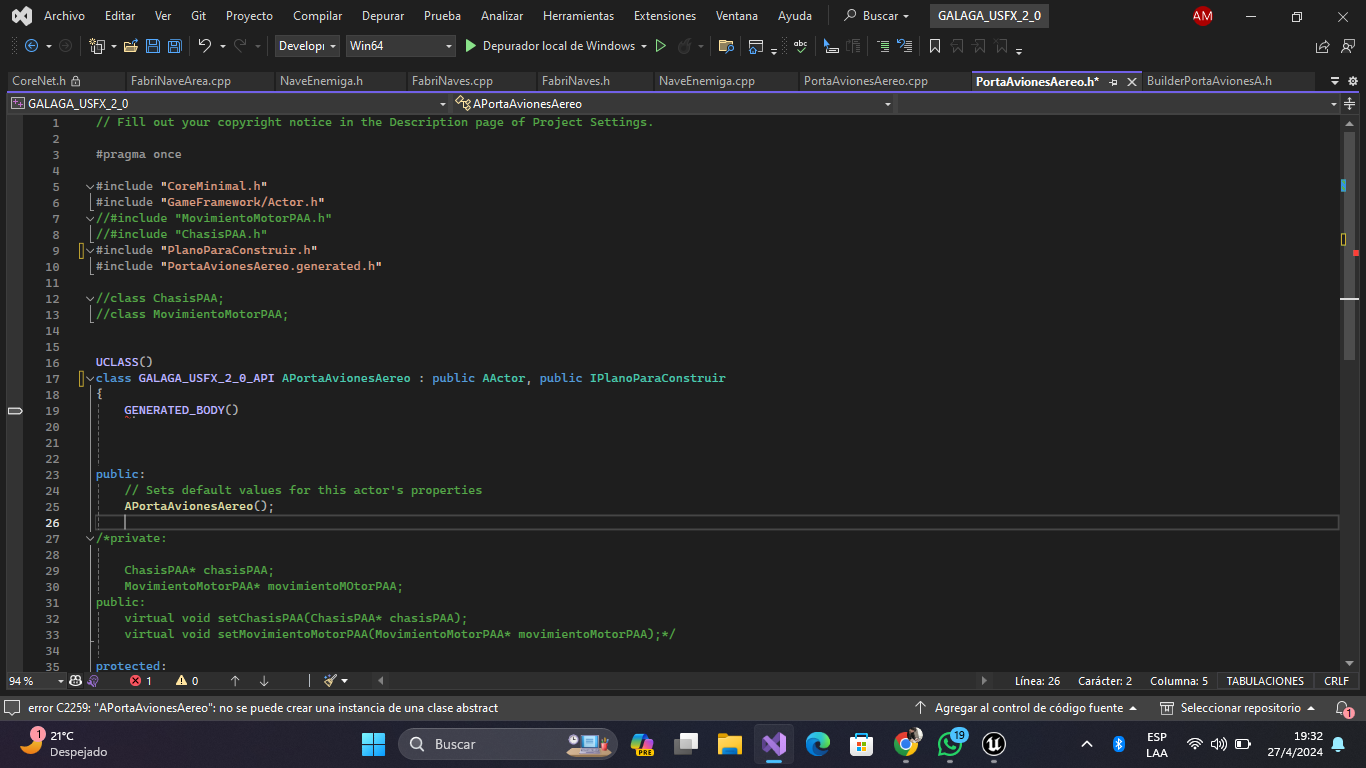 Archivo Editar Ver Git Proyecto Compilar Depurar Prueba Analizar Herramientas Extensiones Ventana Ayuda Buscar GALAGA_USFX_2_0 AM
Developı Win64 Depurador local de Windows
CoreNet.h FabriNaveArea.cpp NaveEnemiga.h FabriNaves.cpp FabriNaves.h NaveEnemiga.cpp PortaAvionesAereo.cpp PortaAvionesAereo.h* BuilderPortaAvionesA.h
GALAGA_USFX_2_0 APortaAvionesAereo
1 // Fill out your copyright notice in the Description page of Project Settings.
2
3 #pragma once
4
5 #include "CoreMinimal.h"
6 #include "GameFramework/Actor.h"
7 //#include "MovimientoMotorPAA.h"
8 //#include "ChasisPAA.h"
9 #include "PlanoParaConstruir.h"
10 #include "PortaAvionesAereo.generated.h"
11
12 //class ChasisPAA;
13 //class MovimientoMotorPAA;
14
15
16 UCLASS()
17 class GALAGA_USFX_2_0_API APortaAvionesAereo : public AActor, public IPlanoParaConstruir
18 {
19 GENERATED_BODY()
20
21
22
23 public:
24 // Sets default values for this actor's properties
25 APortaAvionesAereo();
26
27 /*private:
28
29 ChasisPAA* chasisPAA;
30 MovimientoMotorPAA* movimientoMOtorPAA;
31 public:
32 virtual void setChasisPAA(ChasisPAA* chasisPAA);
33 virtual void setMovimientoMotorPAA(MovimientoMotorPAA* movimientoMotorPAA);*/
34
35 protected:
94 % 1 0 Línea: 26 Carácter: 2 Columna: 5 TABULACIONES CRLF
error C2259: "APortaAvionesAereo": no se puede crear una instancia de una clase abstract Agregar al control de código fuente Seleccionar repositorio 1
1 21°C
Despejado
Buscar
PRE
19
ESP
LAA
19:32
27/4/2024